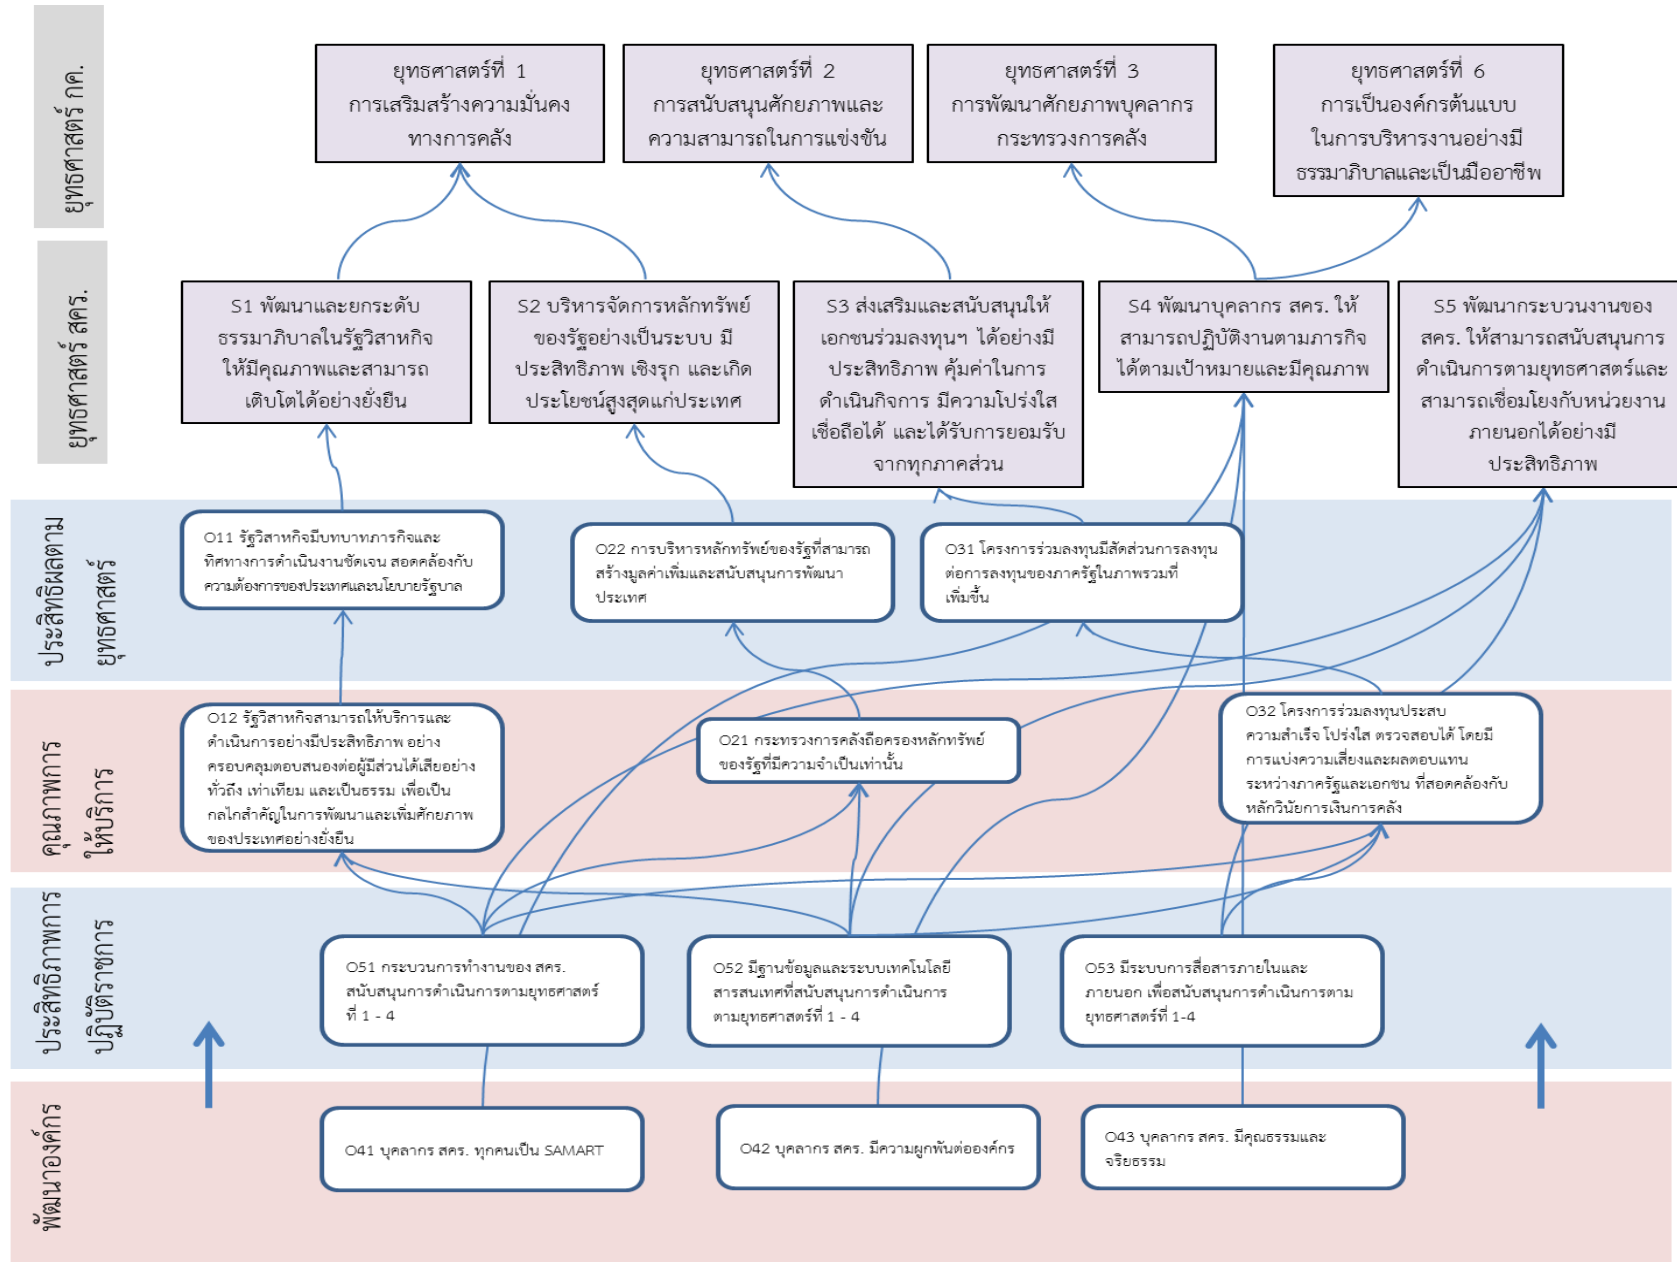 ยุทธศาสตร์ กค.
ยุทธศาสตร์ที่ 1
การเสริมสร้างความมั่นคง
ทางการคลัง
ยุทธศาสตร์ที่ 2
การสนับสนุนศักยภาพและ
ความสามารถในการแข่งขัน
ยุทธศาสตร์ที่ 3
การพัฒนาศักยภาพบุคลากร
กระทรวงการคลัง
ยุทธศาสตร์ที่ 6
การเป็นองค์กรต้นแบบ
ในการบริหารงานอย่างมี
ธรรมาภิบาลและเป็นมืออาชีพ
ยุทธศาสตร์ สคร.
S1 พัฒนาและยกระดับ
ธรรมาภิบาลในรัฐวิสาหกิจ
ให้มีคุณภาพและสามารถ
เติบโตได้อย่างยั่งยืน
S2 บริหารจัดการหลักทรัพย์
ของรัฐอย่างเป็นระบบ มี
ประสิทธิภาพ เชิงรุก และเกิด
ประโยชน์สูงสุดแก่ประเทศ
S3 ส่งเสริมและสนับสนุนให้
เอกชนร่วมลงทุนฯ ได้อย่างมี
ประสิทธิภาพ คุ้มค่าในการ
ดำเนินกิจการ มีความโปร่งใส
เชื่อถือได้ และได้รับการยอมรับ
จากทุกภาคส่วน
S4 พัฒนาบุคลากร สคร. ให้
สามารถปฏิบัติงานตามภารกิจ
ได้ตามเป้าหมายและมีคุณภาพ
S5 พัฒนากระบวนงานของ
สคร. ให้สามารถสนับสนุนการ
ดำเนินการตามยุทธศาสตร์และ
สามารถเชื่อมโยงกับหน่วยงาน
ภายนอกได้อย่างมี
ประสิทธิภาพ
ประสิทธิผลตาม
ยุทธศาสตร์
O11 รัฐวิสาหกิจมีบทบาทภารกิจและ
ทิศทางการดำเนินงานชัดเจน สอดคล้องกับ
ความต้องการของประเทศและนโยบายรัฐบาล
O22 การบริหารหลักทรัพย์ของรัฐที่สามารถ
สร้างมูลค่าเพิ่มและสนับสนุนการพัฒนา
ประเทศ
O31 โครงการร่วมลงทุนมีสัดส่วนการลงทุน
ต่อการลงทุนของภาครัฐในภาพรวมที่
เพิ่มขึ้น
คุณภาพการ
ให้บริการ
O12 รัฐวิสาหกิจสามารถให้บริการและ
ดำเนินการอย่างมีประสิทธิภาพ อย่าง
ครอบคลุมตอบสนองต่อผู้มีส่วนได้เสียอย่าง
ทั่วถึง เท่าเทียม และเป็นธรรม เพื่อเป็น
กลไกสำคัญในการพัฒนาและเพิ่มศักยภาพ
ของประเทศอย่างยั่งยืน
O21 กระทรวงการคลังถือครองหลักทรัพย์
ของรัฐที่มีความจำเป็นเท่านั้น
O32 โครงการร่วมลงทุนประสบ
ความสำเร็จ โปร่งใส ตรวจสอบได้ โดยมี
การแบ่งความเสี่ยงและผลตอบแทน
ระหว่างภาครัฐและเอกชน ที่สอดคล้องกับ
หลักวินัยการเงินการคลัง
ประสิทธิภาพการ
ปฏิบัติราชการ
O51 กระบวนการทำงานของ สคร.
สนับสนุนการดำเนินการตามยุทธศาสตร์
ที่ 1 - 4
O52 มีฐานข้อมูลและระบบเทคโนโลยี
สารสนเทศที่สนับสนุนการดำเนินการ
ตามยุทธศาสตร์ที่ 1 - 4
O53 มีระบบการสื่อสารภายในและ
ภายนอก เพื่อสนับสนุนการดำเนินการตาม
ยุทธศาสตร์ที่ 1-4
พัฒนาองค์กร
O41 บุคลากร สคร. ทุกคนเป็น SAMART
O42 บุคลากร สคร. มีความผูกพันต่อองค์กร
O43 บุคลากร สคร. มีคุณธรรมและ
จริยธรรม